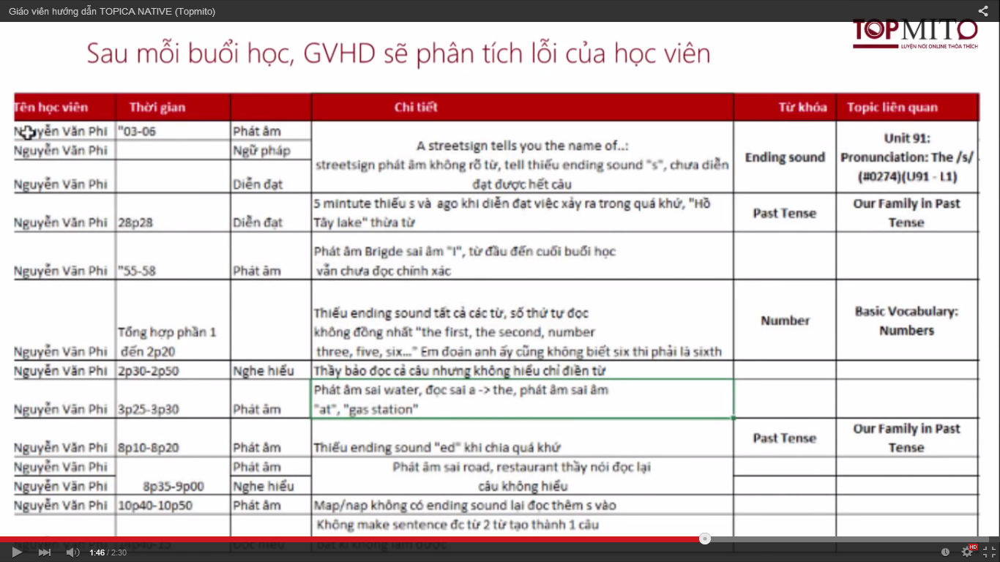 Giáo viên hướng dẫn TOPICA NATIVE (Topmito)
TOPMITO
LUYỆN NÓI ONLINE THỎA THÍCH
Sau mỗi buổi học, GVHD sẽ phân tích lỗi của học viên
Tên học viên Thời gian Chi tiết Từ khóa Topic liên quan
Nguyễn Văn Phi "03-06 Phát âm
Nguyễn Văn Phi Ngữ pháp
Nguyễn Văn Phi Diễn đạt
A streetsign tells you the name of..:
streetsign phát âm không rõ từ, tell thiếu ending sound "s", chưa diễn
đạt được hết câu
Ending sound
Unit 91:
Pronunciation: The /s/
(#0274)(U91 - L1)
Nguyễn Văn Phi 28p28 Diễn đạt
5 mintute thiếu s và ago khi diễn đạt việc xảy ra trong quá khứ, "Hồ
Tây lake" thừa từ
Past Tense
Our Family in Past
Tense
Nguyễn Văn Phi "55-58 Phát âm
Phát âm Brigde sai âm "I", từ đầu đến cuối buổi học
vẫn chưa đọc chính xác
Nguyễn Văn Phi
Tổng hợp phần 1
đến 2p20
Thiếu ending sound tất cả các từ, số thứ tự đọc
không đồng nhất "the first, the second, number
three, five, six..." Em đoán anh ấy cũng không biết six thì phải là sixth
Number
Basic Vocabulary:
Numbers
Nguyễn Văn Phi 2p30-2p50 Nghe hiểu Thầy bảo đọc cả câu nhưng không hiểu chỉ điền từ
Nguyễn Văn Phi 3p25-3p30 Phát âm
Phát âm sai water, đọc sai a -> the, phát âm sai âm
"at", "gas station"
Nguyễn Văn Phi 8p10-8p20 Phát âm Thiếu ending sound "ed" khi chia quá khứ
Past Tense
Our Family in Past
Tense
Nguyễn Văn Phi Phát âm
Nguyễn Văn Phi 8p35-9p00 Nghe hiểu
Phát âm sai road, restaurant thầy nói đọc lại
câu không hiểu
Nguyễn Văn Phi 10p40-10p50 Phát âm Map/nap không có ending sound lại đọc thêm s vào
Không make sentence đc từ 2 từ tạo thành 1 câu
1:46 / 2:30
HD